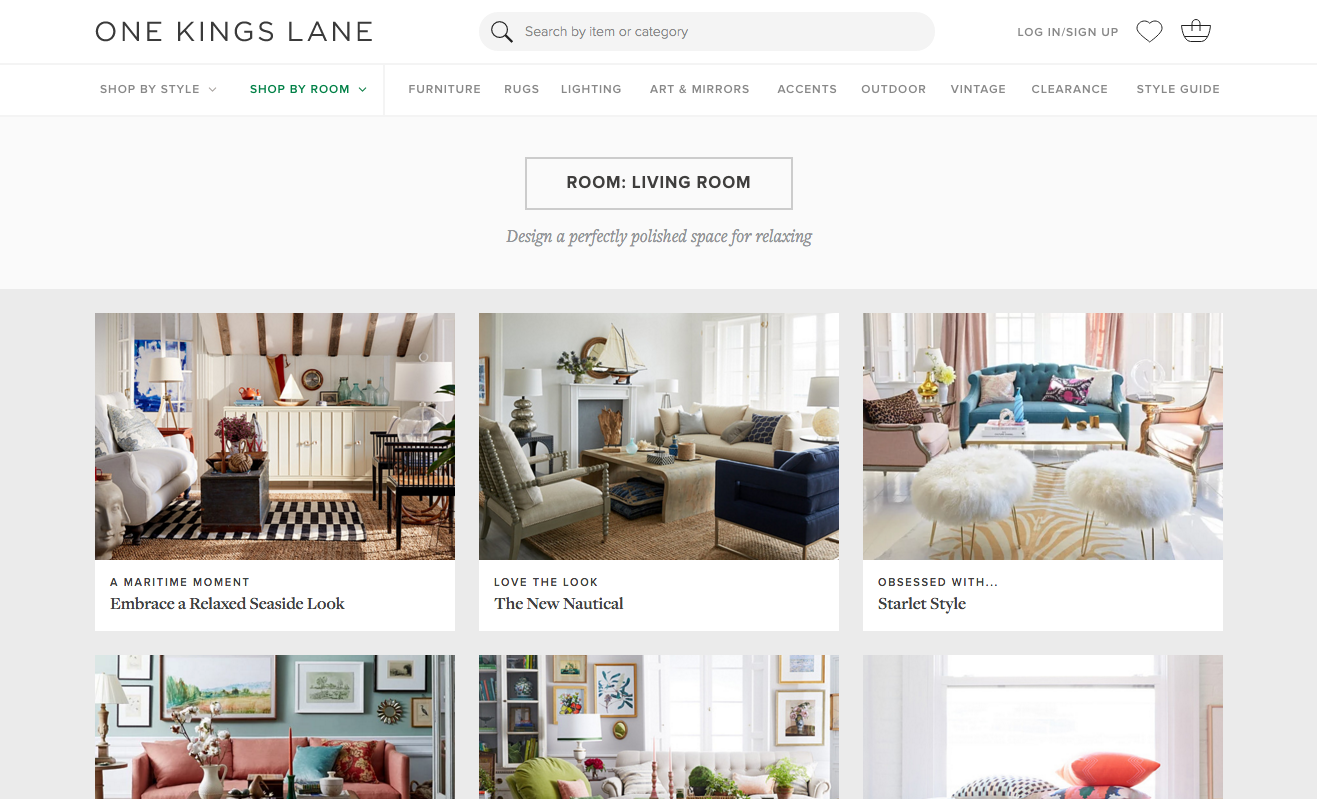 ONE KINGS LANE
Search by item or category
LOG IN/SIGN UP
SHOP BY STYLE
SHOP BY ROOM
FURNITURE
RUGS
LIGHTING
ART & MIRRORS
ACCENTS
OUTDOOR
VINTAGE
CLEARANCE
STYLE GUIDE
ROOM: LIVING ROOM
Design a perfectly polished space for relaxing
A MARITIME MOMENT
Embrace a Relaxed Seaside Look
LOVE THE LOOK
The New Nautical
OBSESSED WITH...
Starlet Style